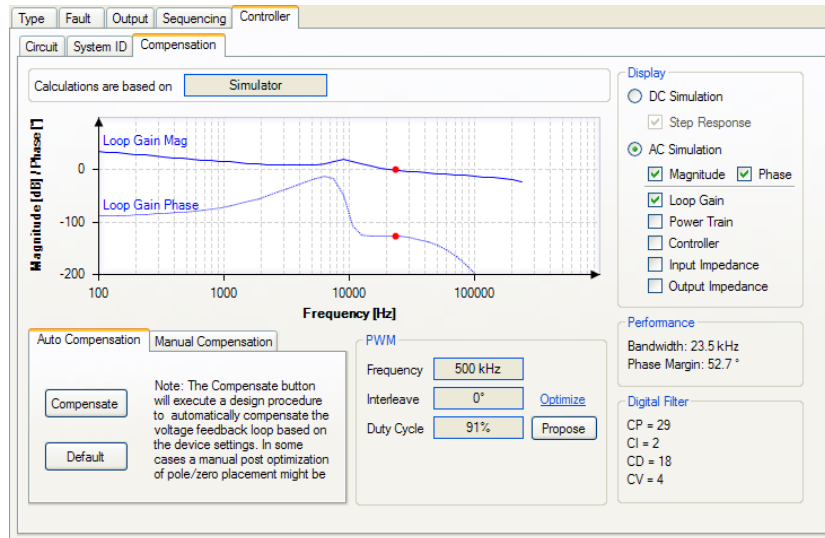 Type Fault Output Sequencing Controller
Circuit System ID Compensation
Calculations are based on Simulator
Magnitude [dB] / Phase [°]
Loop Gain Mag
Loop Gain Phase
0
-100
-200
100 1000 10000 100000
Frequency [Hz]
Auto Compensation Manual Compensation
Compensate
Default
Note: The Compensate button
will execute a design procedure
to automatically compensate the
voltage feedback loop based on
the device settings. In some
cases a manual post optimization
of pole/zero placement might be
PWM
Frequency 500 kHz
Interleave 0° Optimize
Duty Cycle 91% Propose
Display
DC Simulation
Step Response
AC Simulation
Magnitude Phase
Loop Gain
Power Train
Controller
Input Impedance
Output Impedance
Performance
Bandwidth: 23.5 kHz
Phase Margin: 52.7 °
Digital Filter
CP = 29
CI = 2
CD = 18
CV = 4